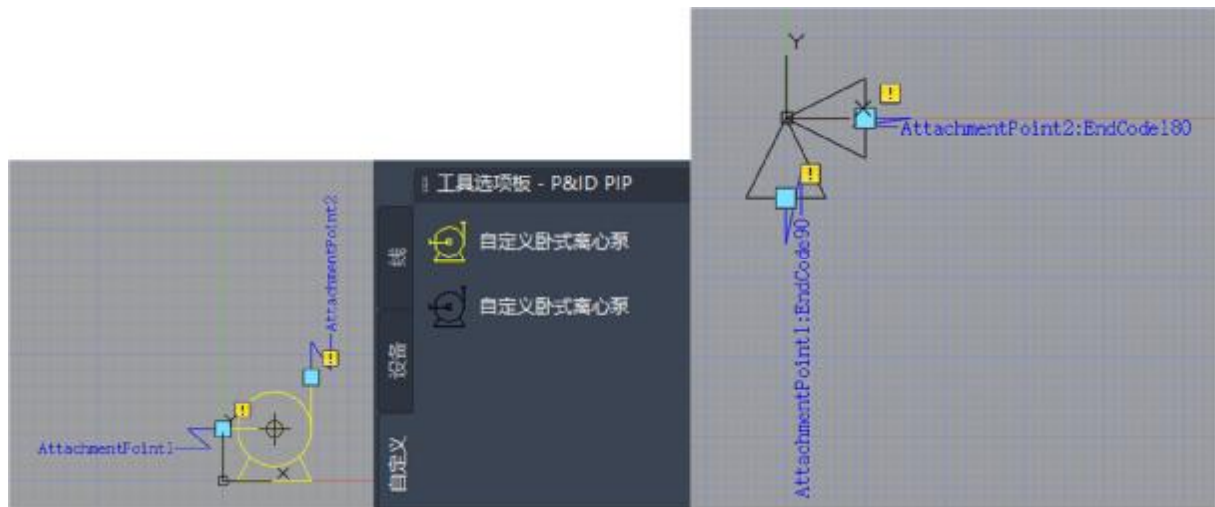 AttachmentPoint1
AttachmentPoint2
X
Y
工具选项板 - P&ID PIP
线
设备
自定义
自定义卧式离心泵
自定义卧式离心泵
Y
X
AttachmentPoint2:EndCode180
AttachmentPoint1:EndCode90